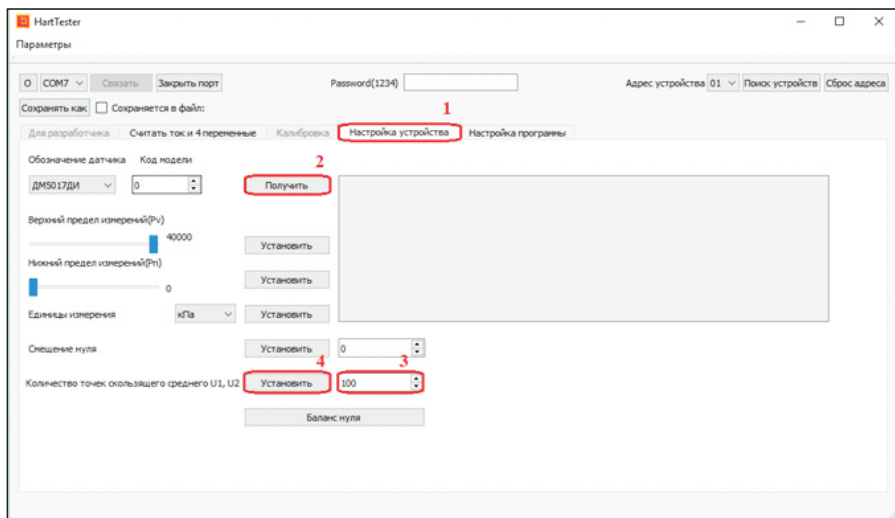 HartTester
Параметры
О COM7 Связать Закрыть порт Password(1234) Адрес устройства 01 Поиск устройств Сброс адреса
Сохранять как Сохраняется в файл: 1
Для разработчика Считать ток и 4 переменные Калибровка Настройка устройства Настройка программы
Обозначение датчика Код модели 2
ДМ5017ДИ 0 Получить
Верхний предел измерений(Pv)
40000
Установить
Нижний предел измерений(Pn)
0 Установить
Единицы измерения кПа Установить
Смещение нуля Установить 0
4 3
Количество точек скользящего среднего U1, U2 Установить 100
Баланс нуля